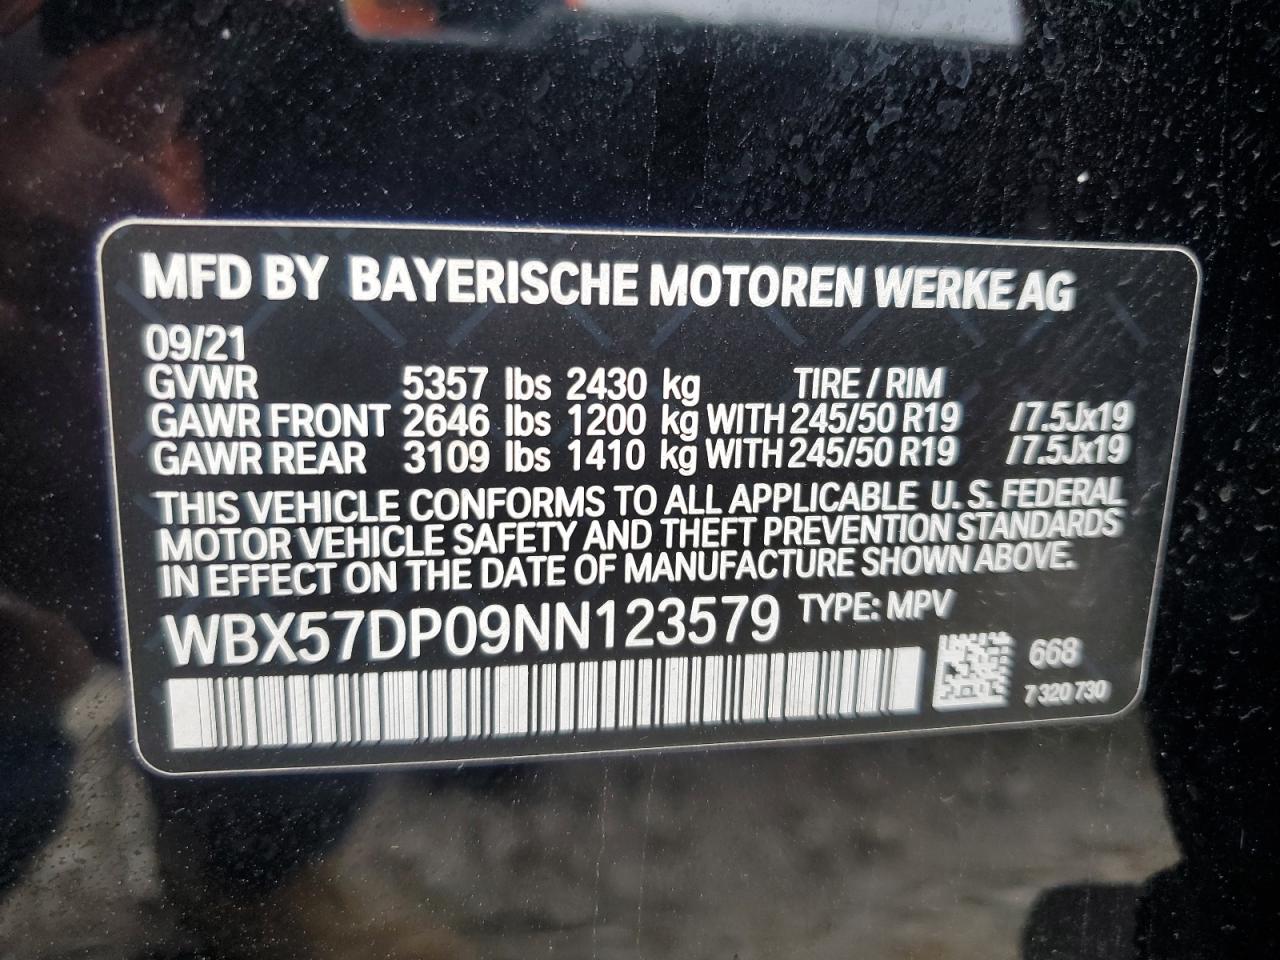 MFD BY BAYERISCHE MOTOREN WERKE AG
09/21
GVWR 5357 lbs 2430 kg TIRE / RIM
GAWR FRONT 2646 lbs 1200 kg WITH 245/50 R19 /7.5Jx19
GAWR REAR 3109 lbs 1410 kg WITH 245/50 R19 /7.5Jx19
THIS VEHICLE CONFORMS TO ALL APPLICABLE U. S. FEDERAL
MOTOR VEHICLE SAFETY AND THEFT PREVENTION STANDARDS
IN EFFECT ON THE DATE OF MANUFACTURE SHOWN ABOVE.
WBX57DP09NN123579 TYPE: MPV
668
7 320 730